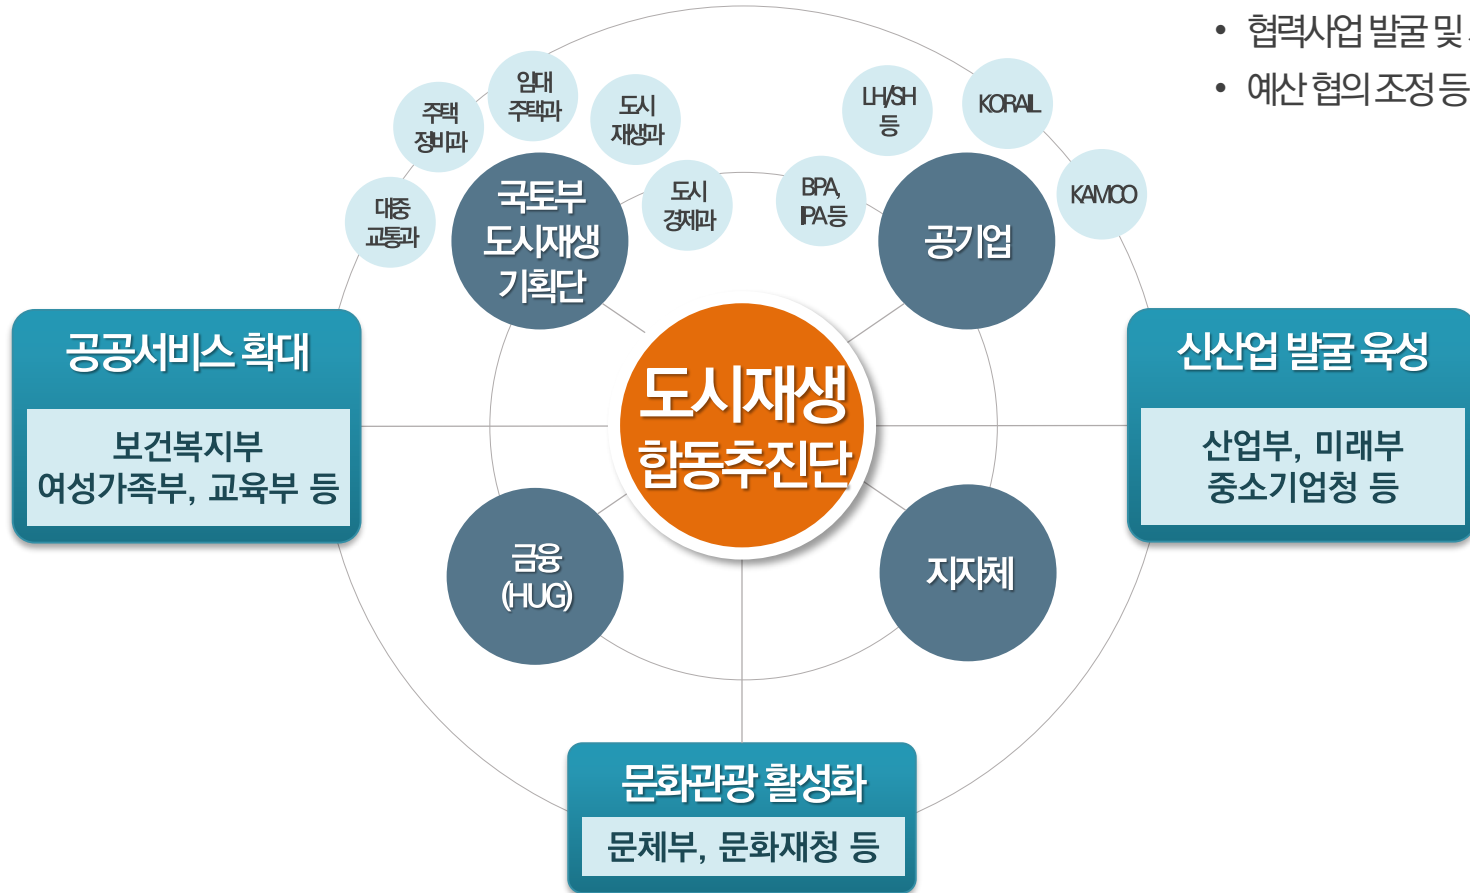 • 협력사업 발굴 및
• 예산 협의 조정 등
임대
주택과
주택
정비과
도시
재생과
대중
교통과
도시
경제과
국토부
도시재생
기획단
LH/SH
등
KORAIL
BPA,
IPA 등
KAMCO
공기업
공공서비스 확대
보건복지부
여성가족부, 교육부 등
도시재생
합동추진단
신산업 발굴 육성
산업부, 미래부
중소기업청 등
금융
(HUG)
지자체
문화관광 활성화
문체부, 문화재청 등